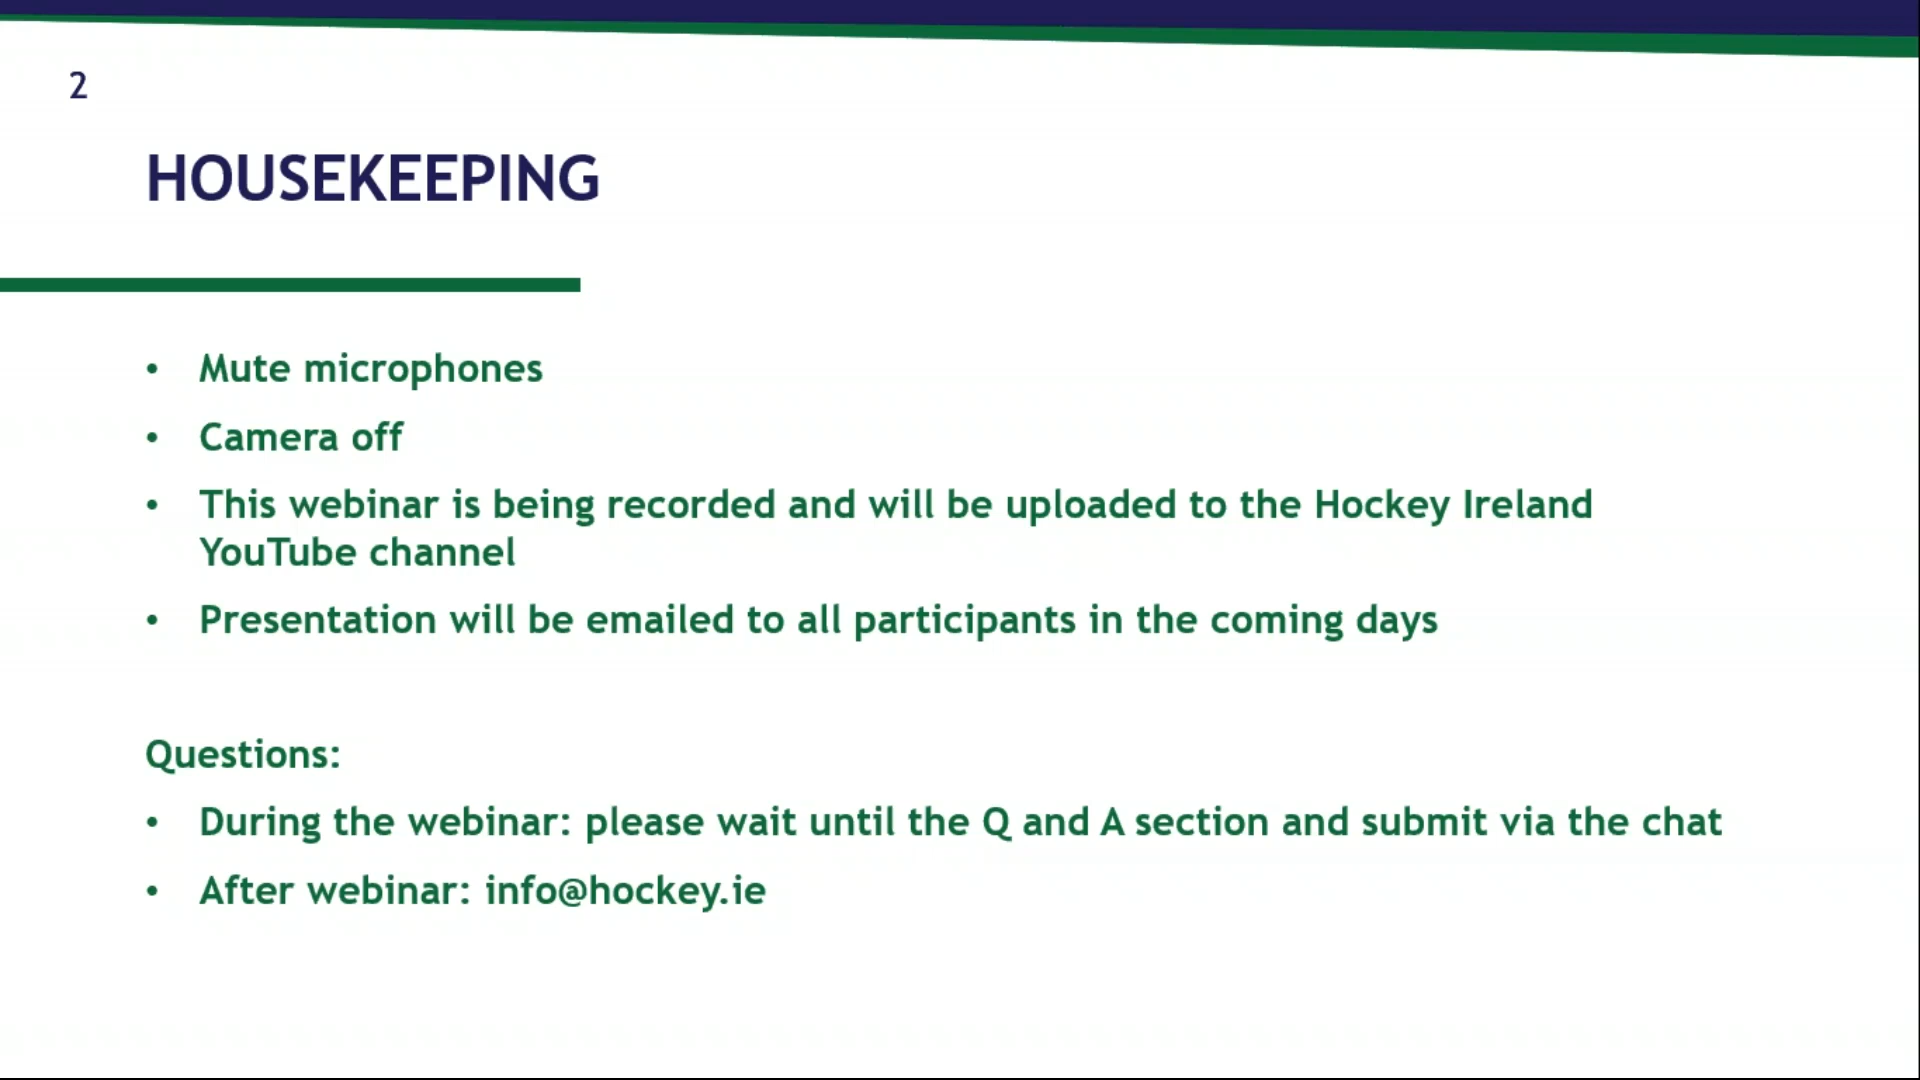 2
HOUSEKEEPING
• Mute microphones
• Camera off
• This webinar is being recorded and will be uploaded to the Hockey Ireland
YouTube channel
• Presentation will be emailed to all participants in the coming days
Questions:
• During the webinar: please wait until the Q and A section and submit via the chat
• After webinar: info@hockey.ie